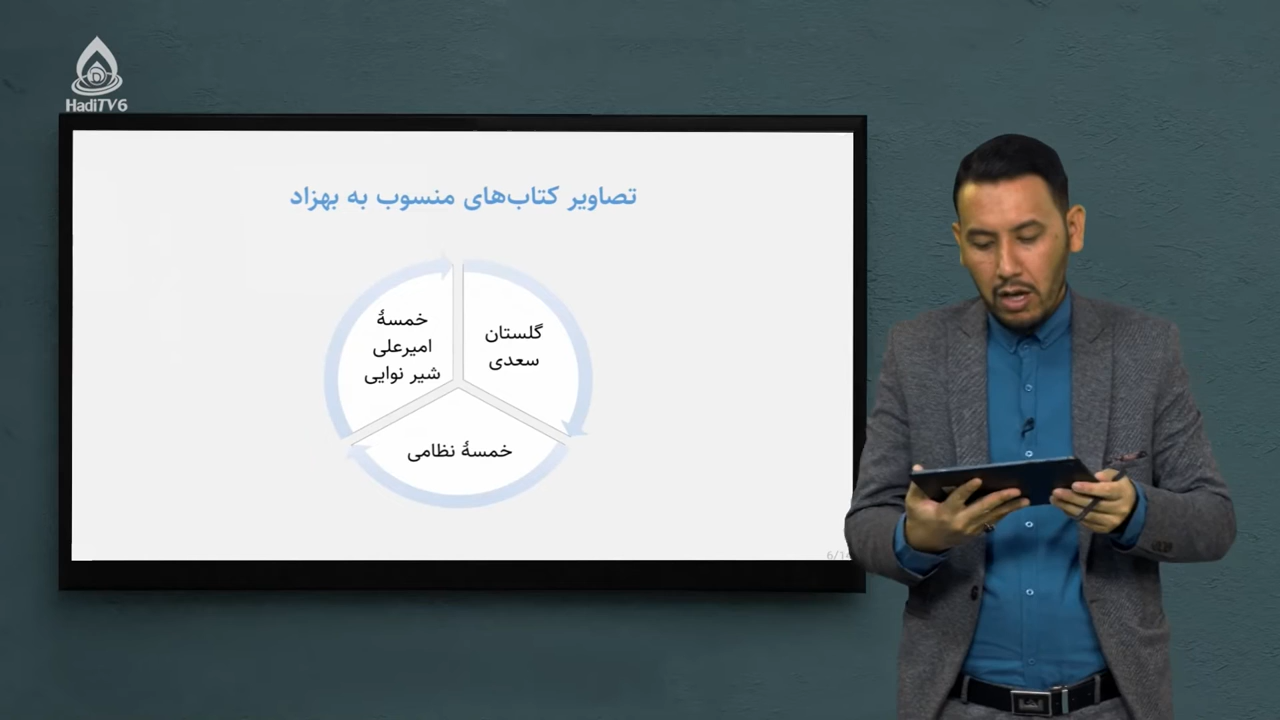 HadiTV6
تصاویر کتاب‌های منسوب به بهزاد
گلستان
سعدی
خمسهٔ
امیرعلی
شیر نوایی
خمسهٔ نظامی